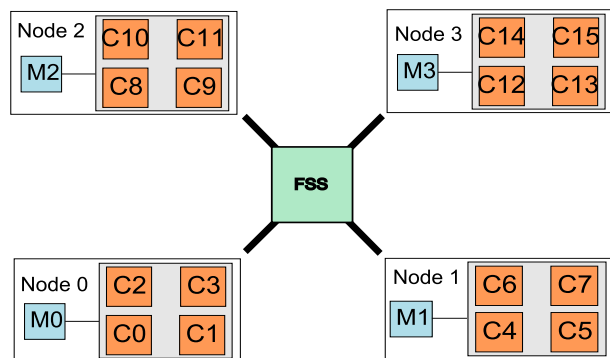 Node 2
C10 C11
M2
C8 C9
Node 3
C14 C15
M3
C12 C13
FSS
Node 0
C2 C3
M0
C0 C1
Node 1
C6 C7
M1
C4 C5